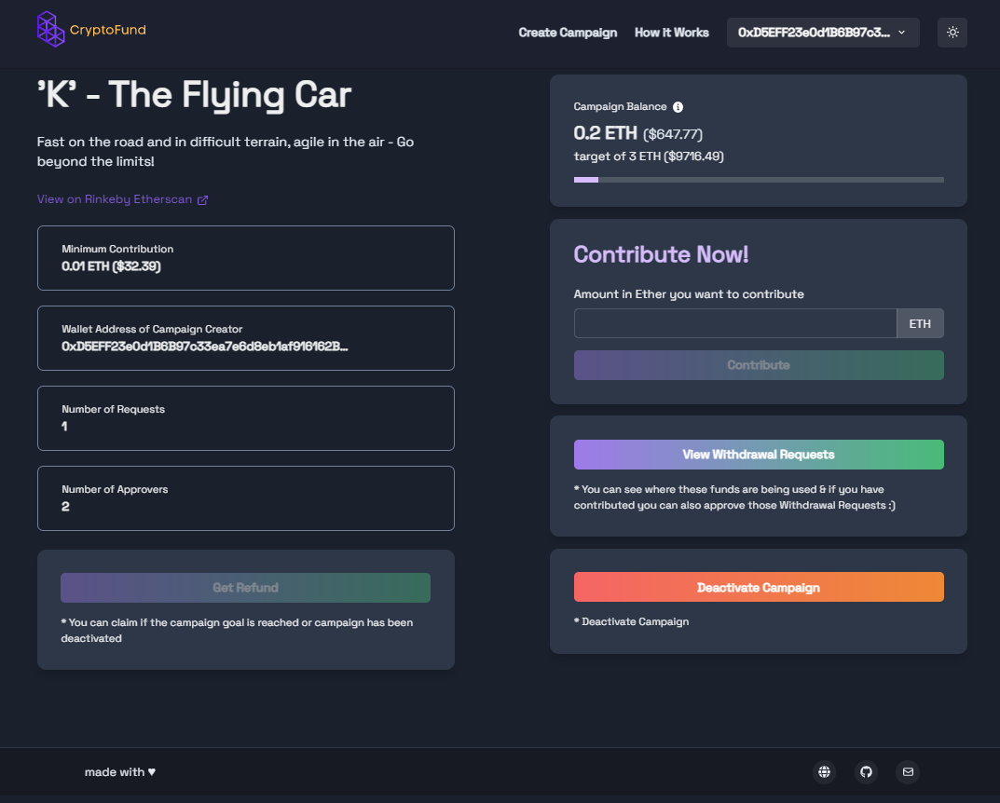 CryptoFund
Create Campaign
How it Works
0xD5EFF23e0d1B6B97c3...
'K' - The Flying Car
Fast on the road and in difficult terrain, agile in the air - Go
beyond the limits!
View on Rinkeby Etherscan
Minimum Contribution
0.01 ETH ($32.39)
Wallet Address of Campaign Creator
0xD5EFF23e0d1B6B97c33ea7e6d8eb1af916162B...
Number of Requests
1
Number of Approvers
2
Get Refund
* You can claim if the campaign goal is reached or campaign has been
deactivated
Campaign Balance
0.2 ETH ($647.77)
target of 3 ETH ($9716.49)
Contribute Now!
Amount in Ether you want to contribute
ETH
Contribute
View Withdrawal Requests
* You can see where these funds are being used & if you have
contributed you can also approve those Withdrawal Requests :)
Deactivate Campaign
* Deactivate Campaign
made with ♥